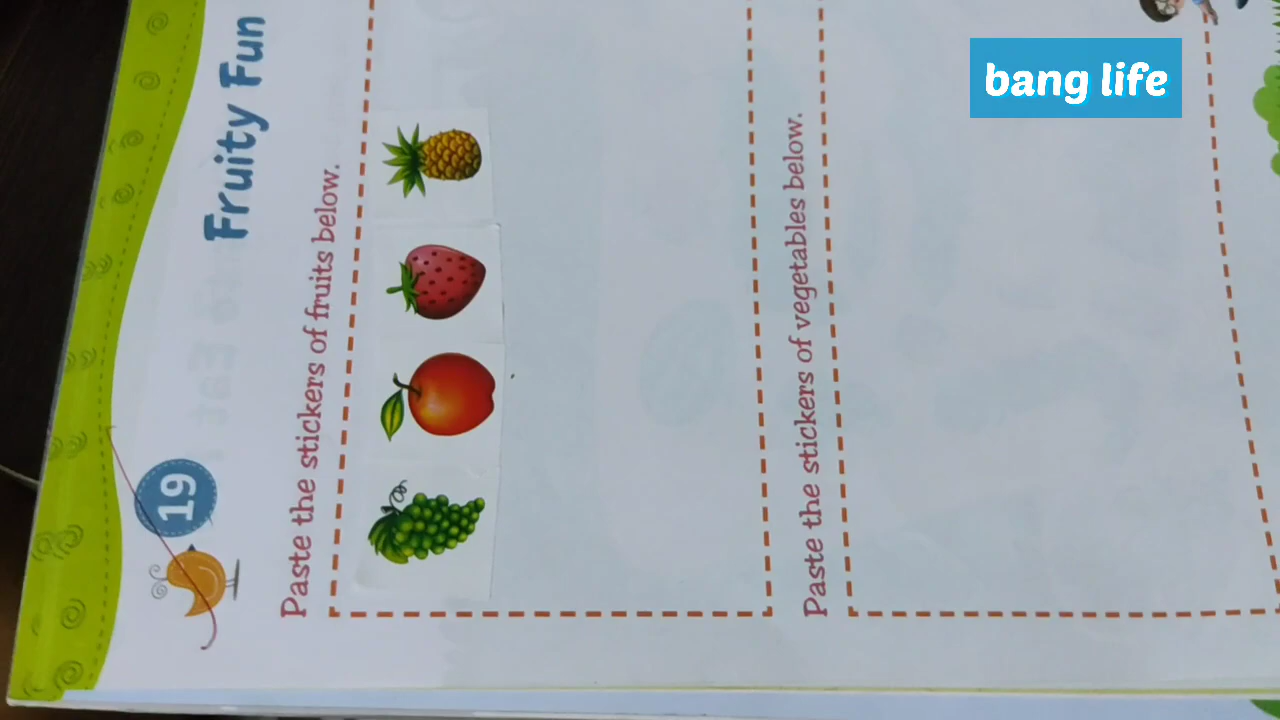 19
Fruity Fun
Paste the stickers of fruits below.
Paste the stickers of vegetables below.
bang life